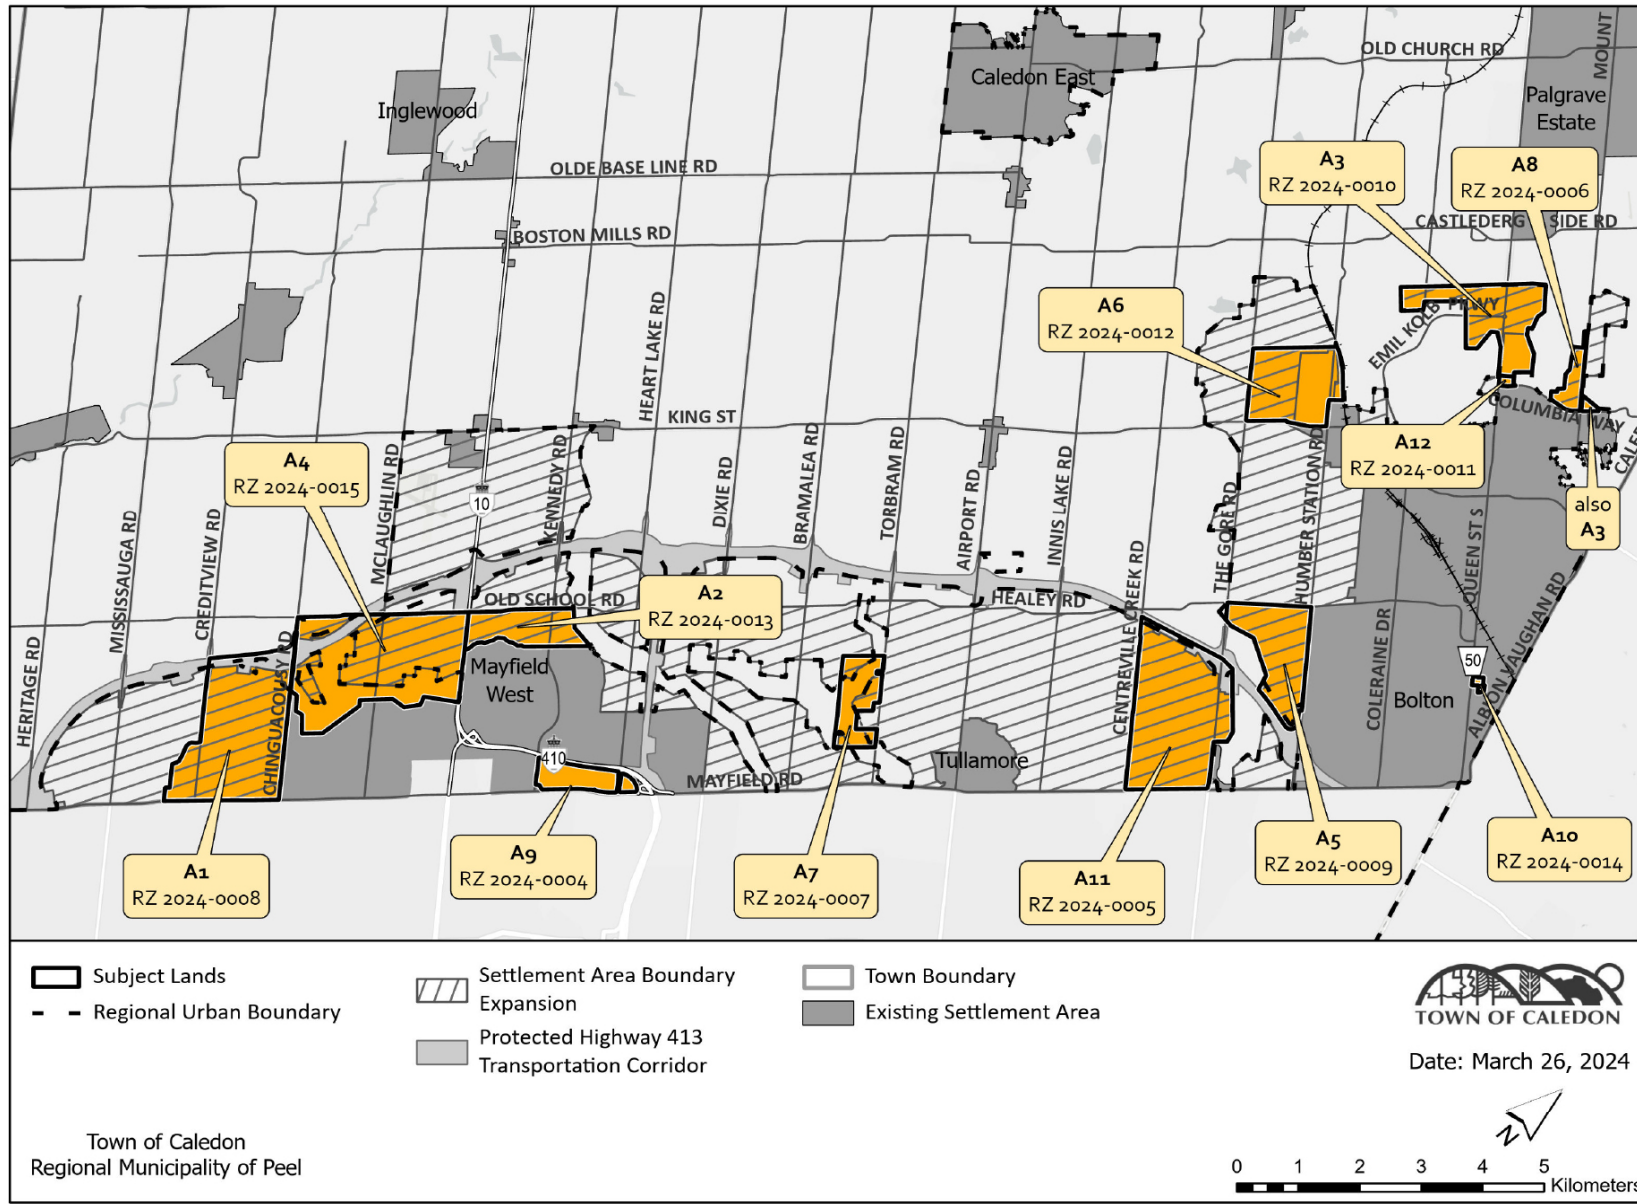 OLD CHURCH RD
MOUNT
Caledon East
Palgrave
Estate
Inglewood
A3
RZ 2024-0010
A8
RZ 2024-0006
OLDE BASE LINE RD
CASTLEDERG SIDE RD
BOSTON MILLS RD
A6
RZ 2024-0012
EMIL KOLB PKWY
HEART LAKE RD
COLUMBIA WAY
KING ST
A12
RZ 2024-0011
A4
RZ 2024-0015
also
A3
CALE
10
MISSISSAUGA RD
CREDITVIEW RD
MCLAUGHLIN RD
KENNEDY RD
DIXIE RD
BRAMALEA RD
TORBRAM RD
AIRPORT RD
INNIS LAKE RD
CENTREVILLE CREEK RD
THE GORE RD
HUMBER STATION RD
COLERAINE DR
QUEEN ST S
ALBION VAUGHAN RD
OLD SCHOOL RD
HEALEY RD
A2
RZ 2024-0013
HERITAGE RD
CHINGUACOUSY RD
Mayfield
West
50
Bolton
410
MAYFIELD RD
Tullamore
A1
RZ 2024-0008
A9
RZ 2024-0004
A7
RZ 2024-0007
A11
RZ 2024-0005
A5
RZ 2024-0009
A10
RZ 2024-0014
Subject Lands
Regional Urban Boundary
Settlement Area Boundary
Expansion
Protected Highway 413
Transportation Corridor
Town Boundary
Existing Settlement Area
TOWN OF CALEDON
Date: March 26, 2024
N
Town of Caledon
Regional Municipality of Peel
0 1 2 3 4 5
Kilometers